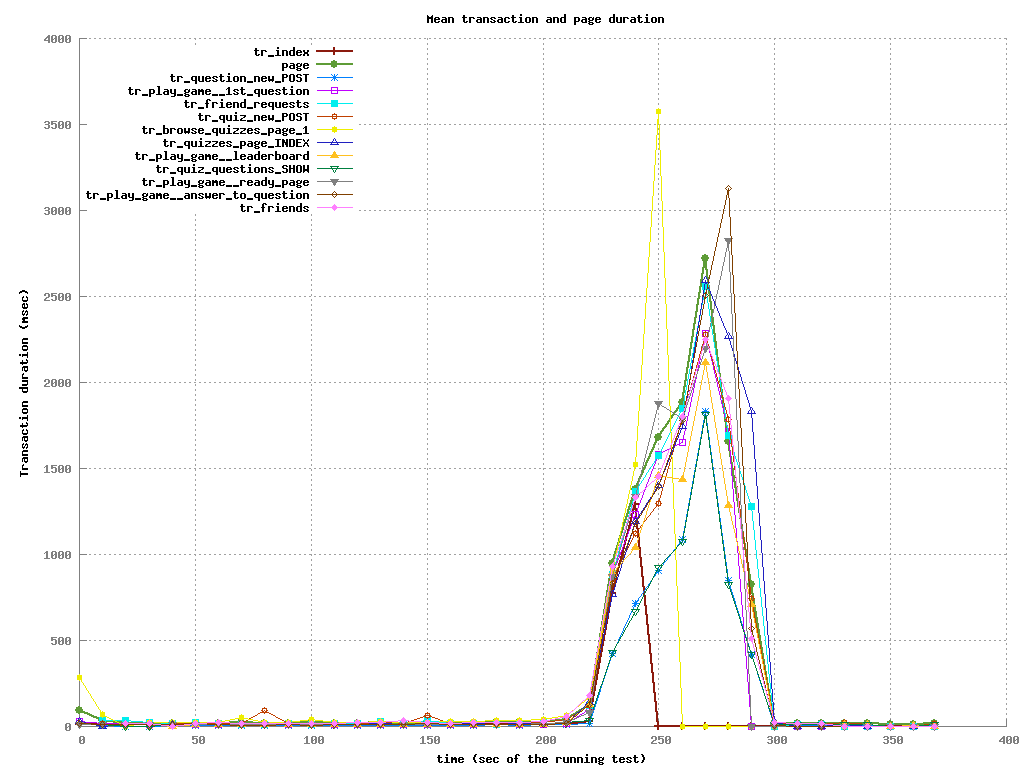 Mean transaction and page duration
4000
3500
3000
2500
2000
1500
1000
500
0
Transaction duration (msec)
tr_index
page
tr_question_new_POST
tr_play_game__1st_question
tr_friend_requests
tr_quiz_new_POST
tr_browse_quizzes_page_1
tr_quizzes_page_INDEX
tr_play_game__leaderboard
tr_quiz_questions_SHOW
tr_play_game__ready_page
tr_play_game__answer_to_question
tr_friends
0 50 100 150 200 250 300 350 400
time (sec of the running test)